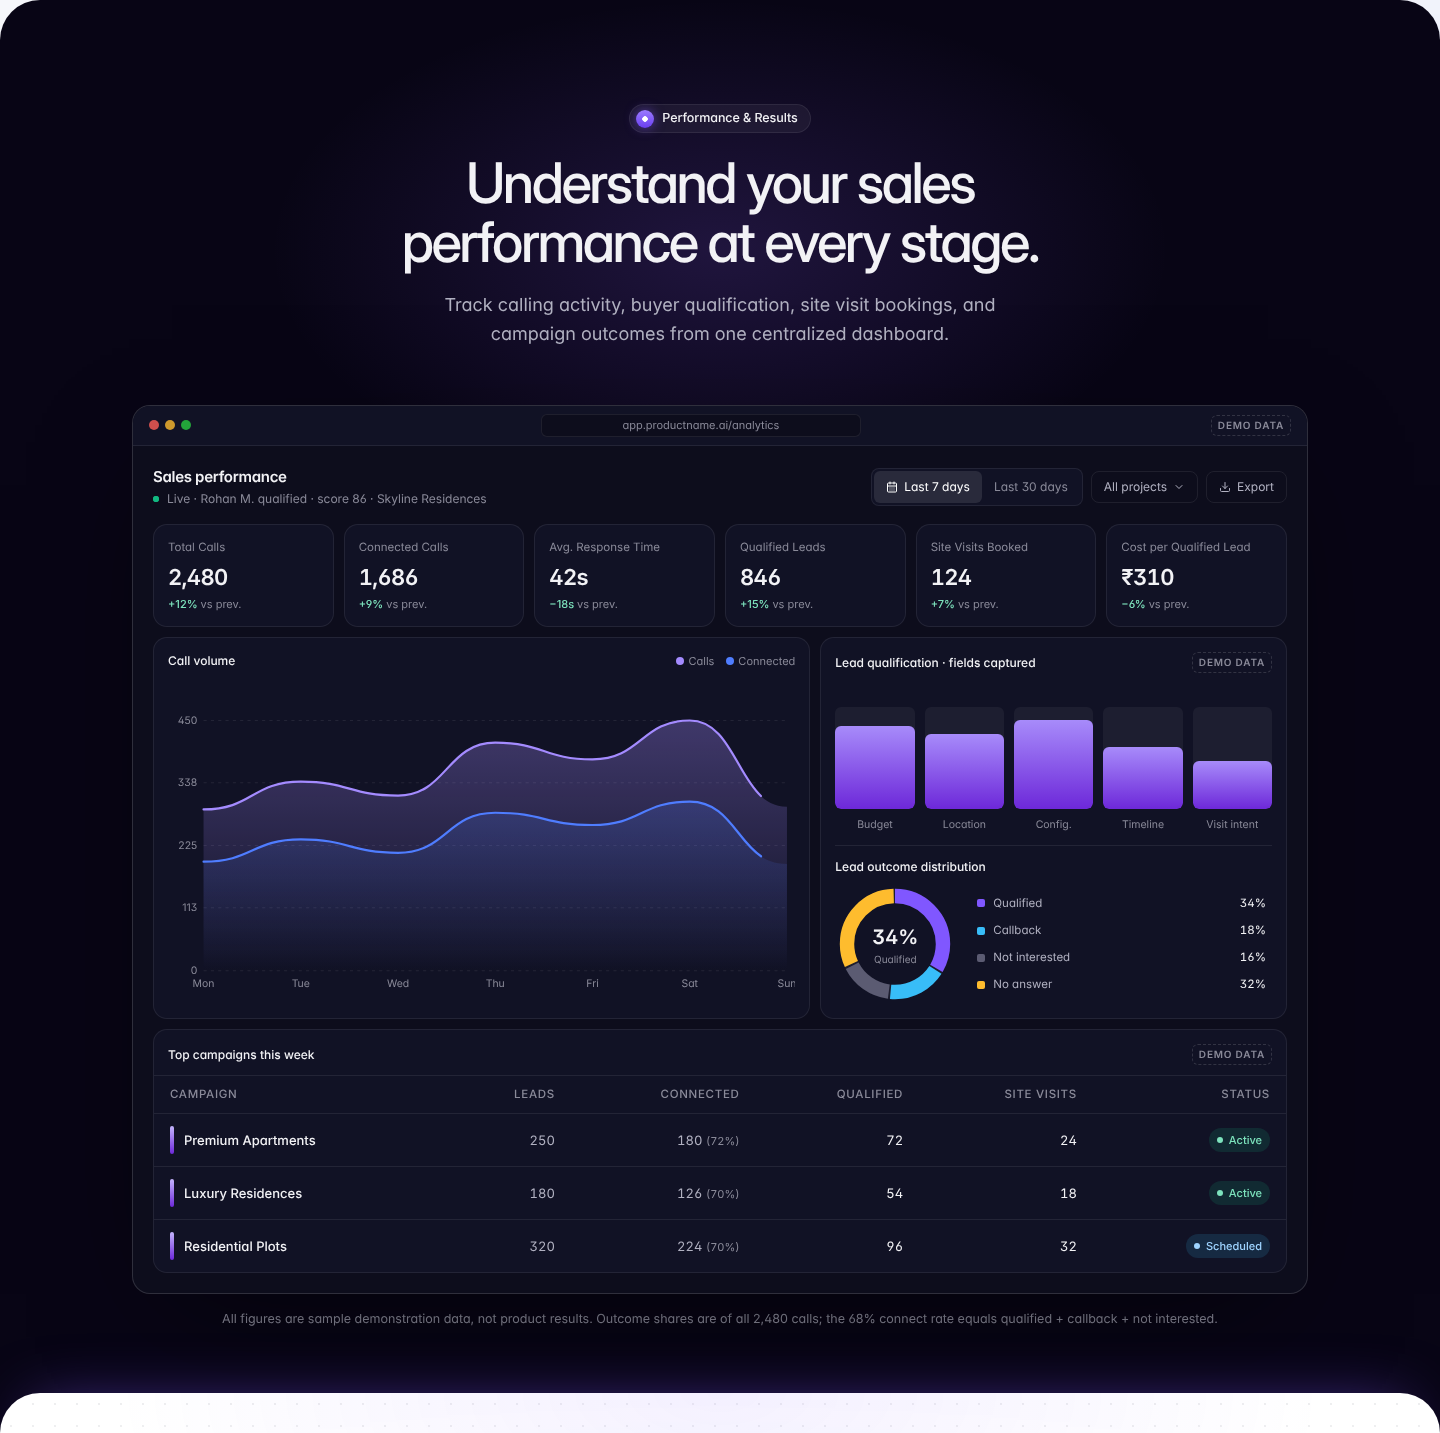 Performance & Results
Understand your sales
performance at every stage.
Track calling activity, buyer qualification, site visit bookings, and
campaign outcomes from one centralized dashboard.
app.productname.ai/analytics
DEMO DATA
Sales performance
Live · Rohan M. qualified · score 86 · Skyline Residences
Last 7 days
Last 30 days
All projects
Export
Total Calls
2,480
+12% vs prev.
Connected Calls
1,686
+9% vs prev.
Avg. Response Time
42s
−18s vs prev.
Qualified Leads
846
+15% vs prev.
Site Visits Booked
124
+7% vs prev.
Cost per Qualified Lead
₹310
−6% vs prev.
Call volume
Calls
Connected
450
338
225
113
0
Mon Tue Wed Thu Fri Sat Sun
Lead qualification · fields captured
DEMO DATA
Budget Location Config. Timeline Visit intent
Lead outcome distribution
34%
Qualified
Qualified 34%
Callback 18%
Not interested 16%
No answer 32%
Top campaigns this week
DEMO DATA
CAMPAIGN LEADS CONNECTED QUALIFIED SITE VISITS STATUS
Premium Apartments 250 180 (72%) 72 24 Active
Luxury Residences 180 126 (70%) 54 18 Active
Residential Plots 320 224 (70%) 96 32 Scheduled
All figures are sample demonstration data, not product results. Outcome shares are of all 2,480 calls; the 68% connect rate equals qualified + callback + not interested.